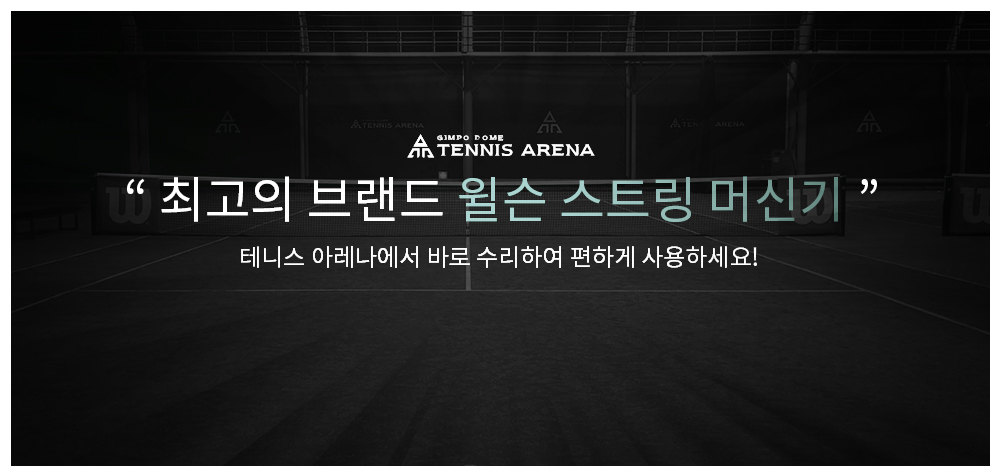 GIMPO DOME
TENNIS ARENA
“ 최고의 브랜드 윌슨 스트링 머신기 ”
테니스 아레나에서 바로 수리하여 편하게 사용하세요!